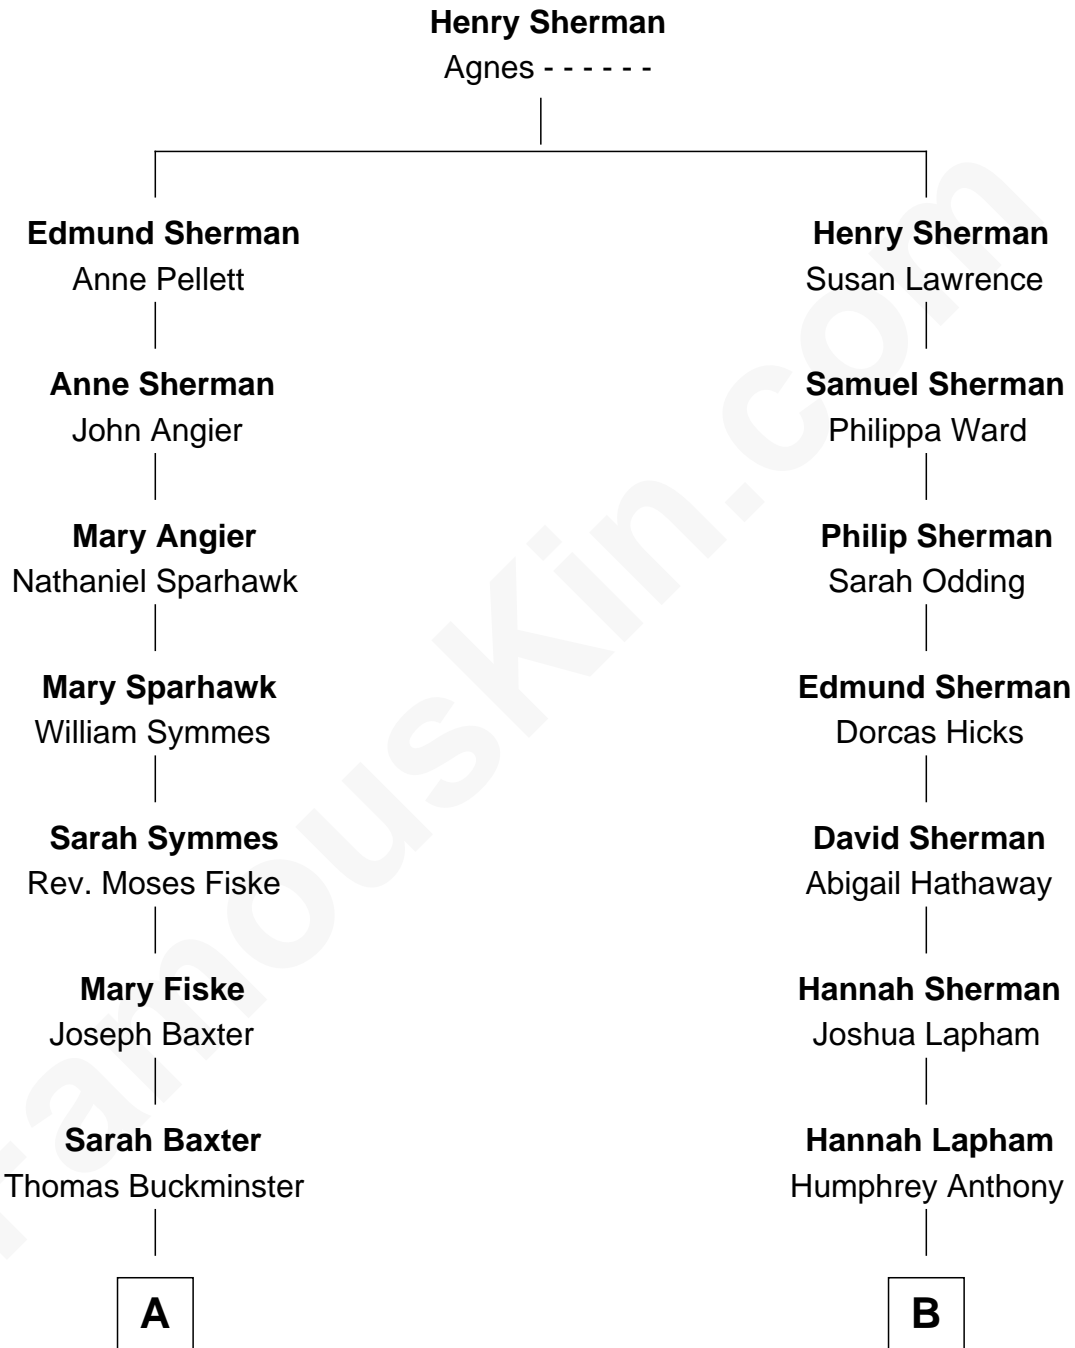 Henry Sherman
Agnes - - - - - -
Edmund Sherman
Anne Pellett
Henry Sherman
Susan Lawrence
Anne Sherman
John Angier
Samuel Sherman
Philippa Ward
Mary Angier
Nathaniel Sparhawk
Philip Sherman
Sarah Odding
Mary Sparhawk
William Symmes
Edmund Sherman
Dorcas Hicks
Sarah Symmes
Rev. Moses Fiske
David Sherman
Abigail Hathaway
Mary Fiske
Joseph Baxter
Hannah Sherman
Joshua Lapham
Sarah Baxter
Thomas Buckminster
Hannah Lapham
Humphrey Anthony
A
B
FamousKin.com